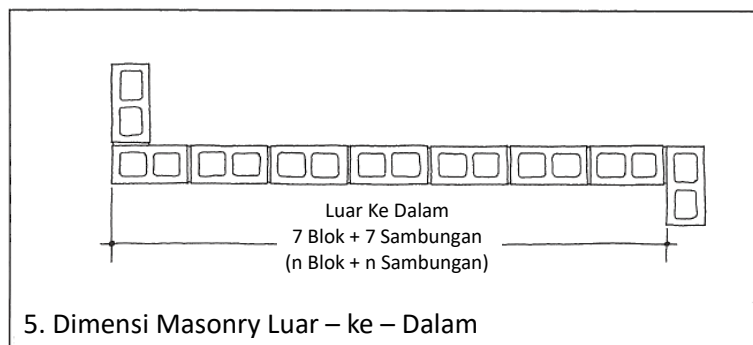 Luar Ke Dalam
7 Blok + 7 Sambungan
(n Blok + n Sambungan)
5. Dimensi Masonry Luar – ke – Dalam